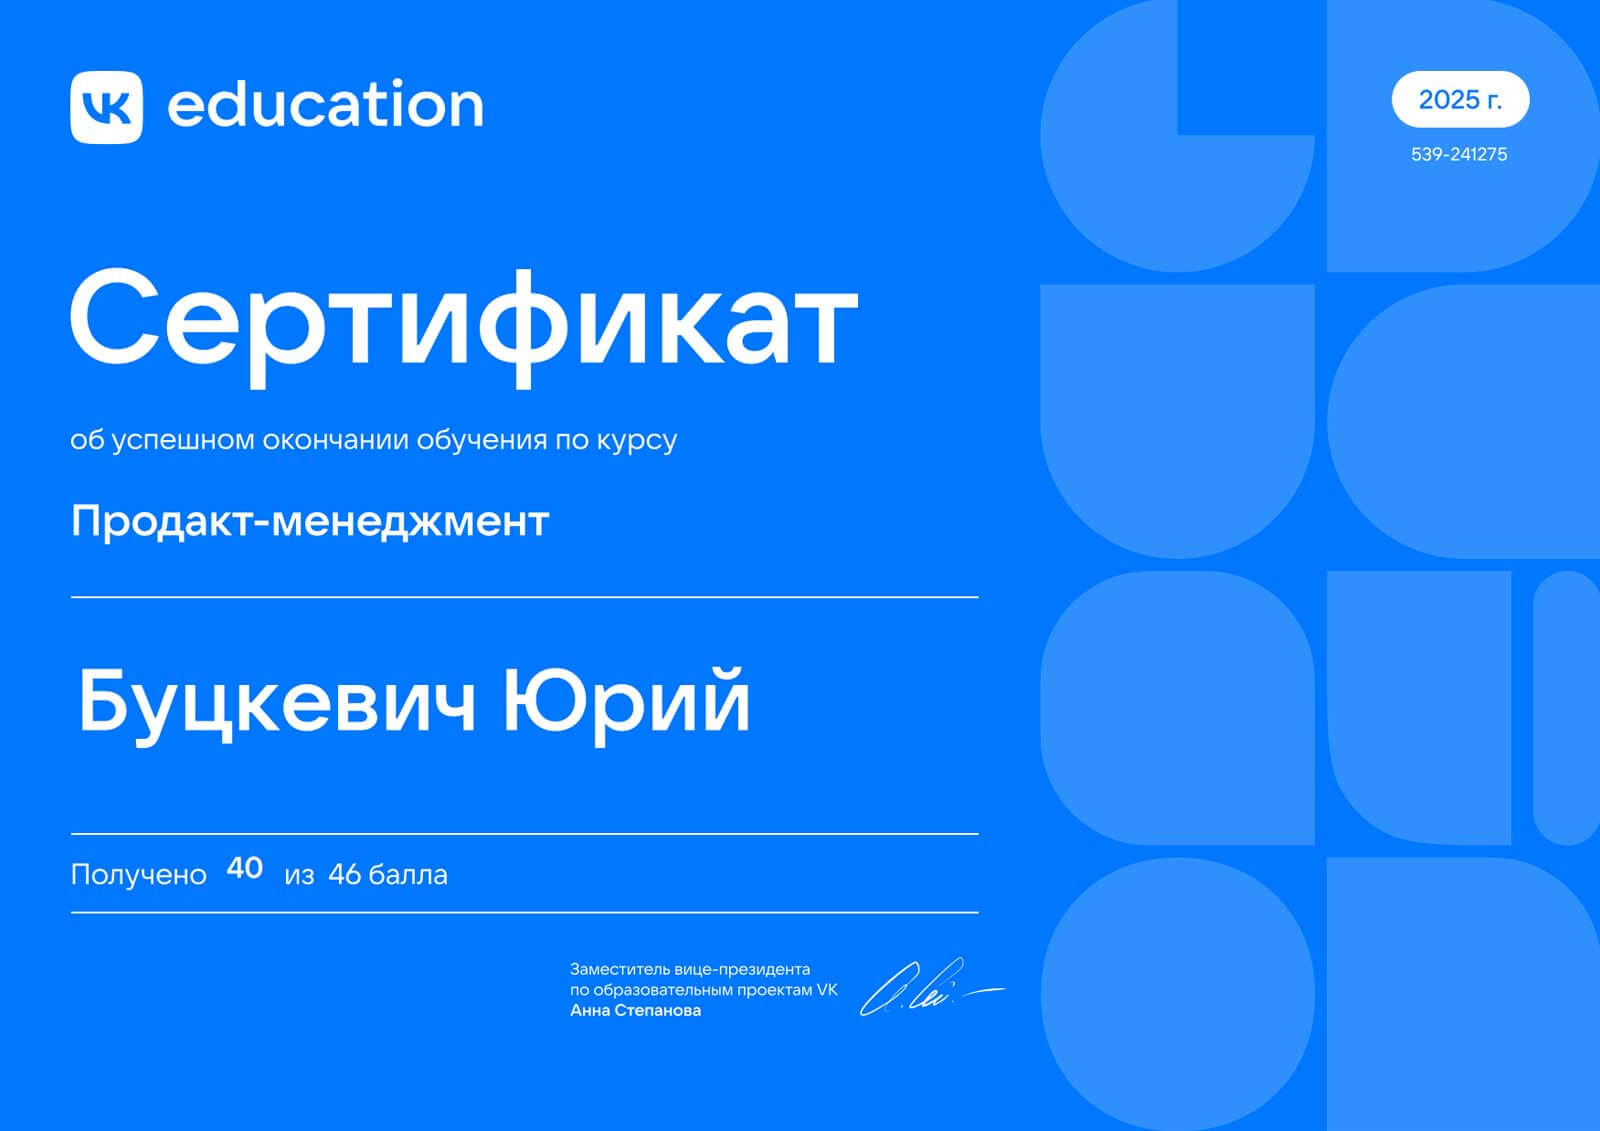 VK education
2025 г.
539-241275
Сертификат
об успешном окончании обучения по курсу
Продакт-менеджмент
Буцкевич Юрий
Получено 40 из 46 балла
Заместитель вице-президента
по образовательным проектам VK
Анна Степанова